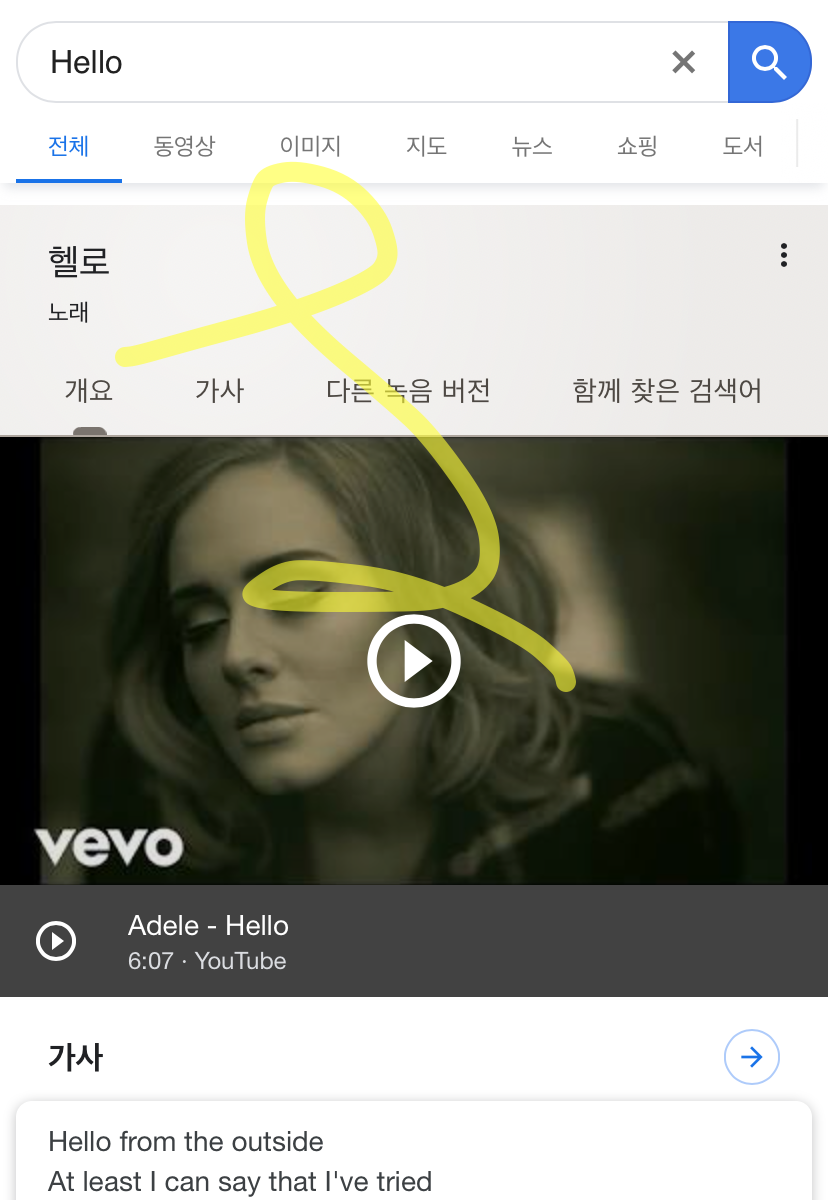 Hello
전체 동영상 이미지 지도 뉴스 쇼핑 도서
헬로
노래
개요 가사 다른 녹음 버전 함께 찾은 검색어
vevo
Adele - Hello
6:07 · YouTube
가사
Hello from the outside
At least I can say that I've tried